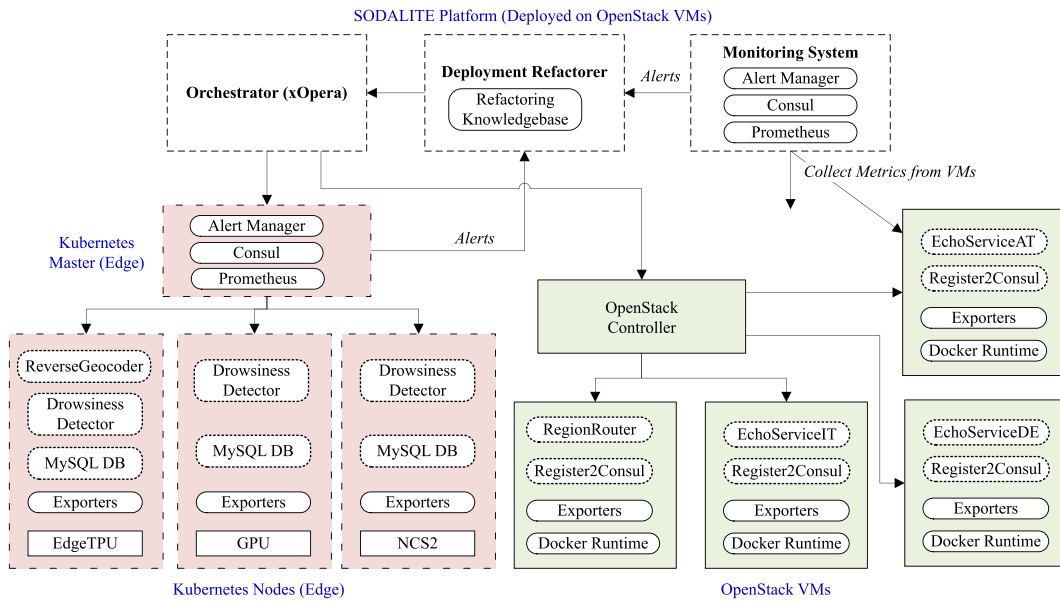 SODALITE Platform (Deployed on OpenStack VMs)
Orchestrator (xOpera)
Deployment Refactorer
Refactoring
Knowledgebase
Alerts
Monitoring System
Alert Manager
Consul
Prometheus
Collect Metrics from VMs
Kubernetes
Master (Edge)
Alert Manager
Consul
Prometheus
Alerts
OpenStack
Controller
EchoServiceAT
Register2Consul
Exporters
Docker Runtime
ReverseGeocoder
Drowsiness
Detector
MySQL DB
Exporters
EdgeTPU
Drowsiness
Detector
MySQL DB
Exporters
GPU
Drowsiness
Detector
MySQL DB
Exporters
NCS2
RegionRouter
Register2Consul
Exporters
Docker Runtime
EchoServiceIT
Register2Consul
Exporters
Docker Runtime
EchoServiceDE
Register2Consul
Exporters
Docker Runtime
Kubernetes Nodes (Edge)
OpenStack VMs